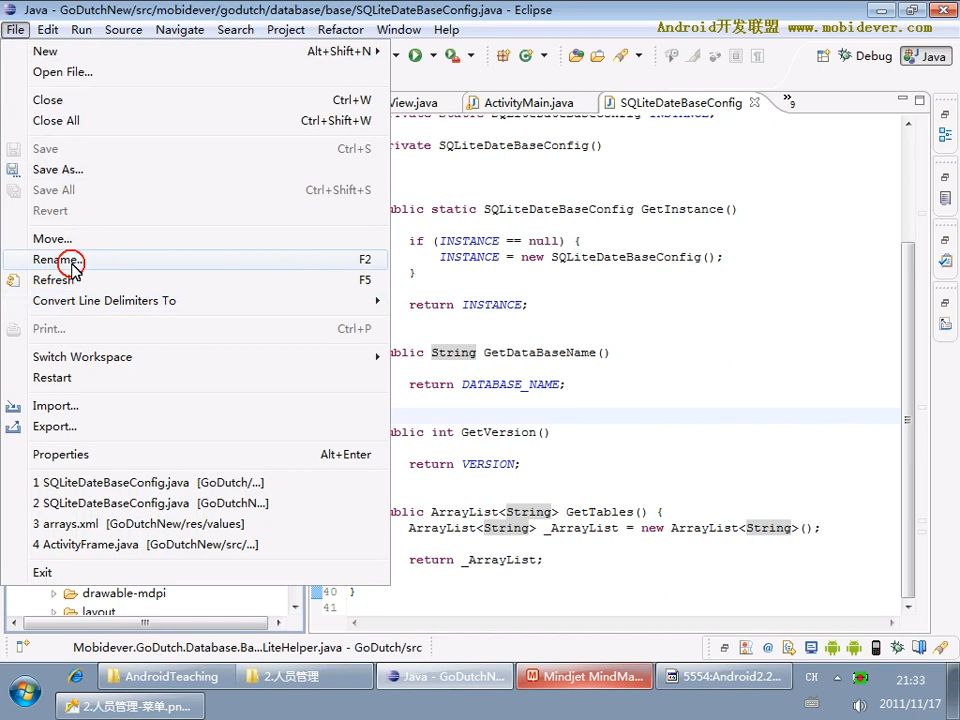 Java - GoDutchNew/src/mobidever/godutch/database/base/SQLiteDateBaseConfig.java - Eclipse
File Edit Run Source Navigate Search Project Refactor Window Help
Android开发联盟 www.mobidever.com
New Alt+Shift+N
Open File...
Debug Java
Close Ctrl+W
Close All Ctrl+Shift+W
Save Ctrl+S
Save As...
Save All Ctrl+Shift+S
Revert
Move...
Rename... F2
Refresh F5
Convert Line Delimiters To
Print... Ctrl+P
Switch Workspace
Restart
Import...
Export...
Properties Alt+Enter
1 SQLiteDateBaseConfig.java [GoDutch/...]
2 SQLiteDateBaseConfig.java [GoDutchN...]
3 arrays.xml [GoDutchNew/res/values]
4 ActivityFrame.java [GoDutchNew/src/...]
Exit
drawable-mdpi
layout
View.java ActivityMain.java SQLiteDateBaseConfig »9
private static SQLiteDateBaseConfig INSTANCE;
rivate SQLiteDateBaseConfig()
ublic static SQLiteDateBaseConfig GetInstance()
if (INSTANCE == null) {
INSTANCE = new SQLiteDateBaseConfig();
}
return INSTANCE;
ublic String GetDataBaseName()
return DATABASE_NAME;
ublic int GetVersion()
return VERSION;
ublic ArrayList<String> GetTables() {
ArrayList<String> _ArrayList = new ArrayList<String>();
return _ArrayList;
40 }
41
Mobidever.GoDutch.Database.Ba...LiteHelper.java - GoDutch/src
AndroidTeaching 2.人员管理 Java - GoDutchN... Mindjet MindMa... 5554:Android2.2... CH 21:33
2.人员管理-菜单.pn... 2011/11/17